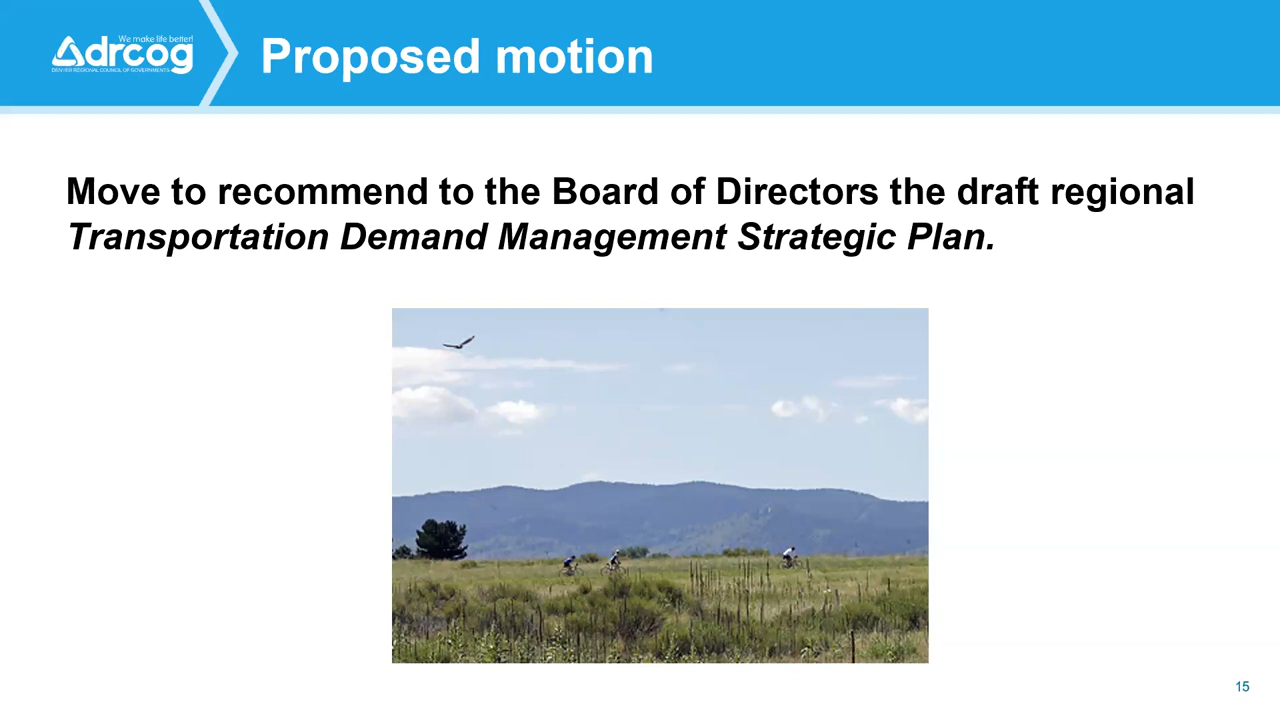 We make life better!
drcog
DENVER REGIONAL COUNCIL OF GOVERNMENTS
Proposed motion
Move to recommend to the Board of Directors the draft regional
Transportation Demand Management Strategic Plan.
15